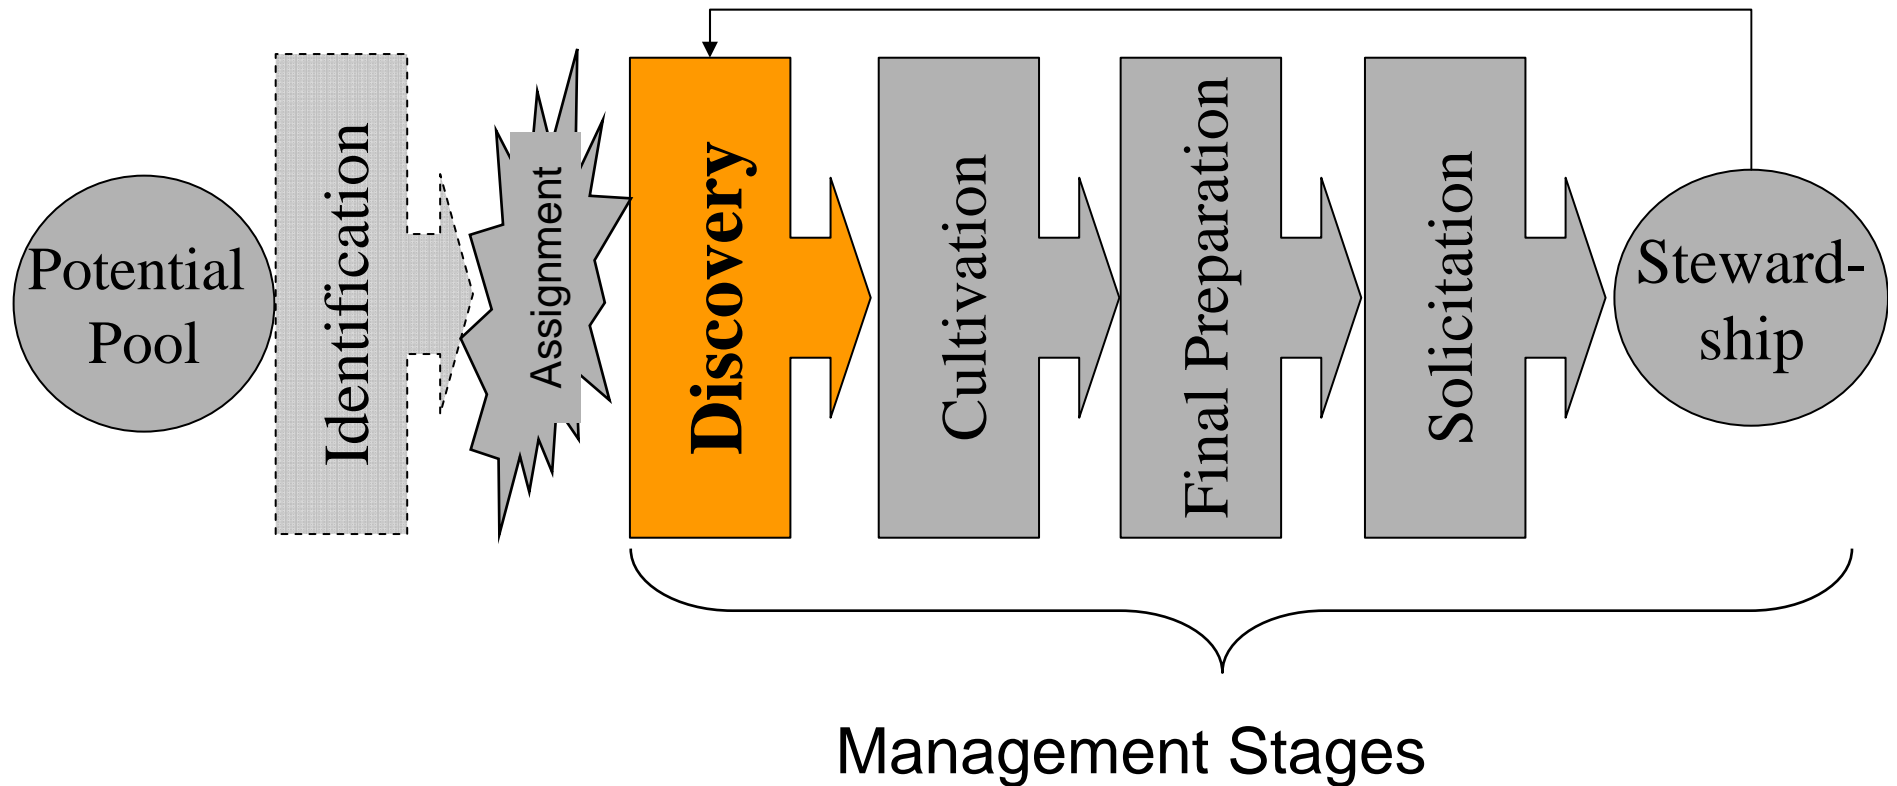 Potential
Pool
Identification
Assignment
Discovery
Cultivation
Final Preparation
Solicitation
Steward-
ship
Management Stages